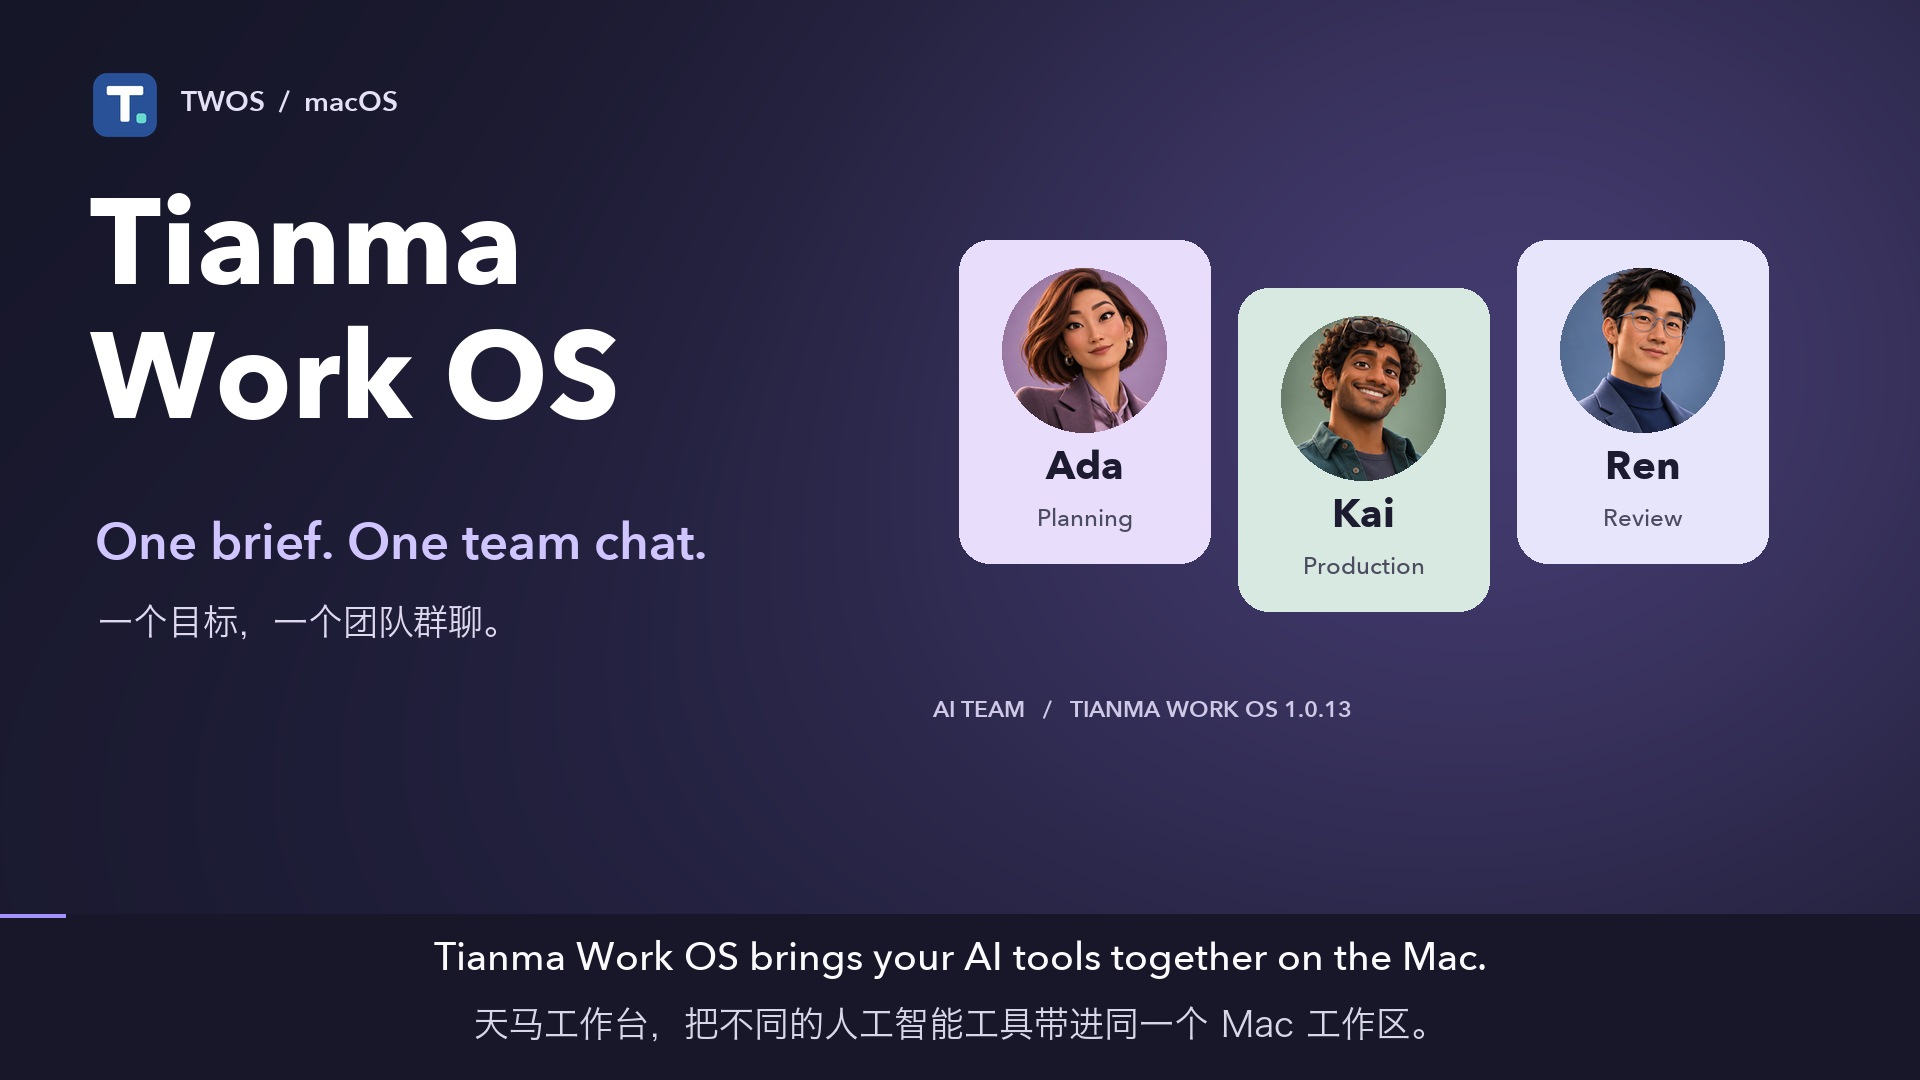 T.
TWOS / macOS
Tianma
Work OS
One brief. One team chat.
一个目标，一个团队群聊。
Ada
Planning
Kai
Production
Ren
Review
AI TEAM / TIANMA WORK OS 1.0.13
Tianma Work OS brings your AI tools together on the Mac.
天马工作台，把不同的人工智能工具带进同一个 Mac 工作区。